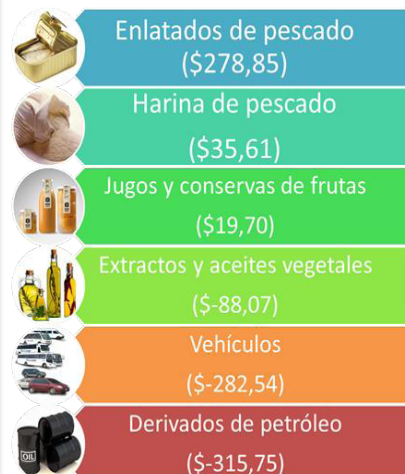 Enlatados de pescado
($278,85)
Harina de pescado
($35,61)
Jugos y conservas de frutas
($19,70)
Extractos y aceites vegetales
($-88,07)
Vehículos
($-282,54)
Derivados de petróleo
($-315,75)
OIL